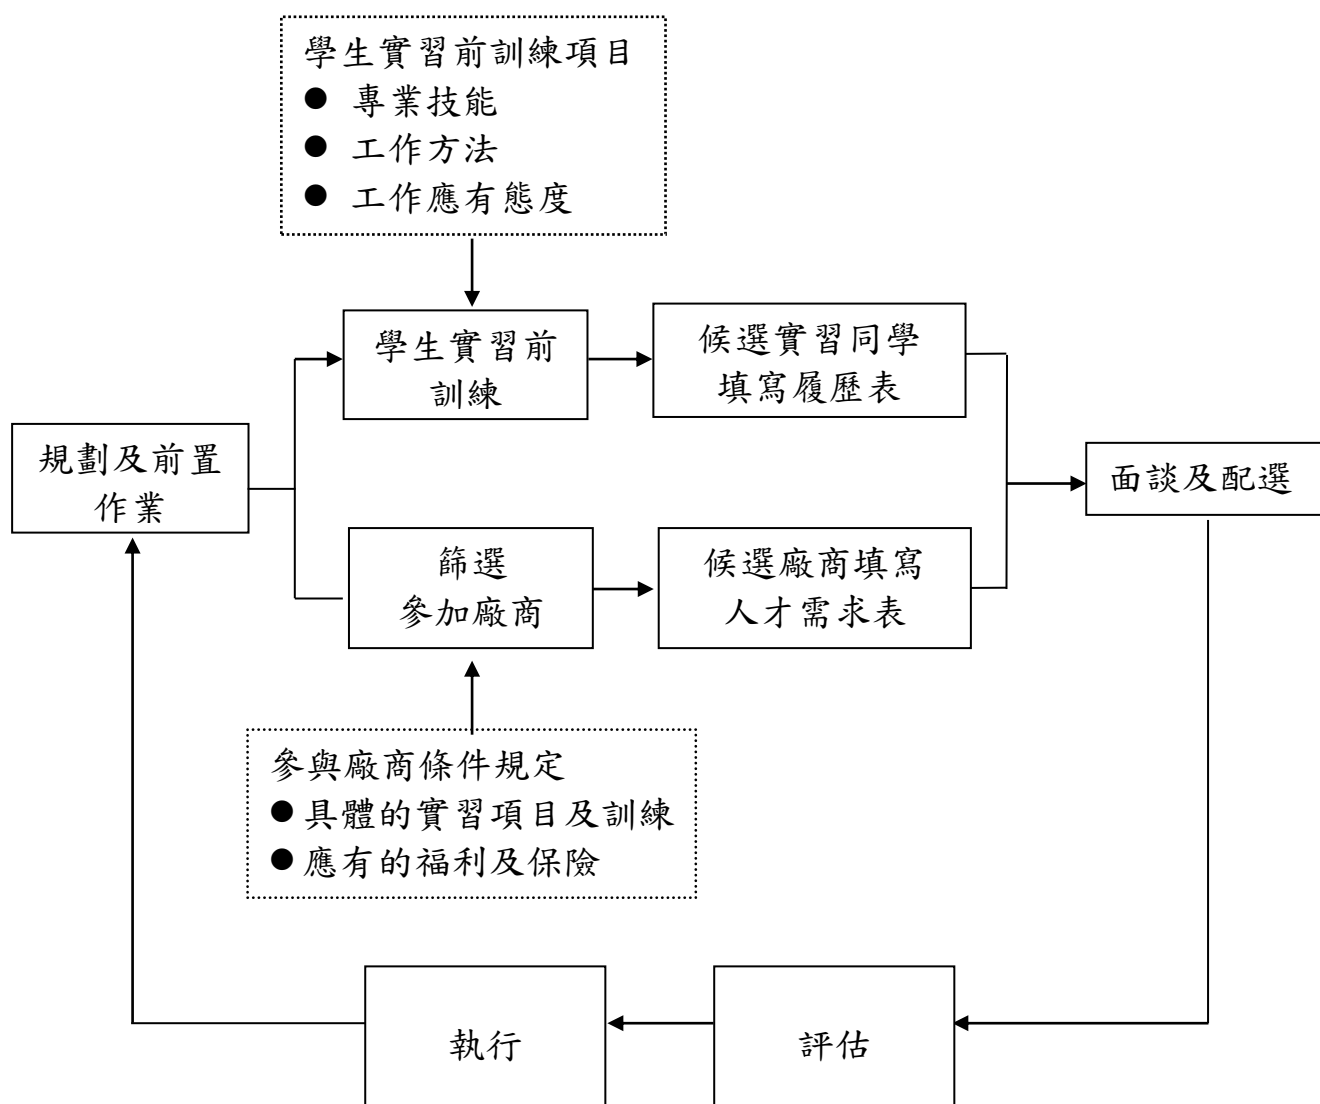 學生實習前訓練項目
● 專業技能
● 工作方法
● 工作應有態度
學生實習前
訓練
候選實習同學
填寫履歷表
規劃及前置
作業
面談及配選
篩選
參加廠商
候選廠商填寫
人才需求表
參與廠商條件規定
● 具體的實習項目及訓練
● 應有的福利及保險
執行
評估